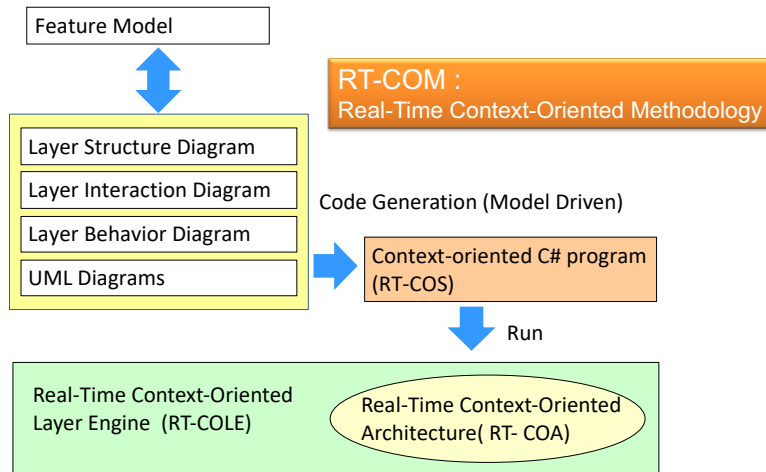 Feature Model
RT-COM :
Real-Time Context-Oriented Methodology
Layer Structure Diagram
Layer Interaction Diagram
Layer Behavior Diagram
UML Diagrams
Code Generation (Model Driven)
Context-oriented C# program
(RT-COS)
Run
Real-Time Context-Oriented
Layer Engine (RT-COLE)
Real-Time Context-Oriented
Architecture( RT- COA)